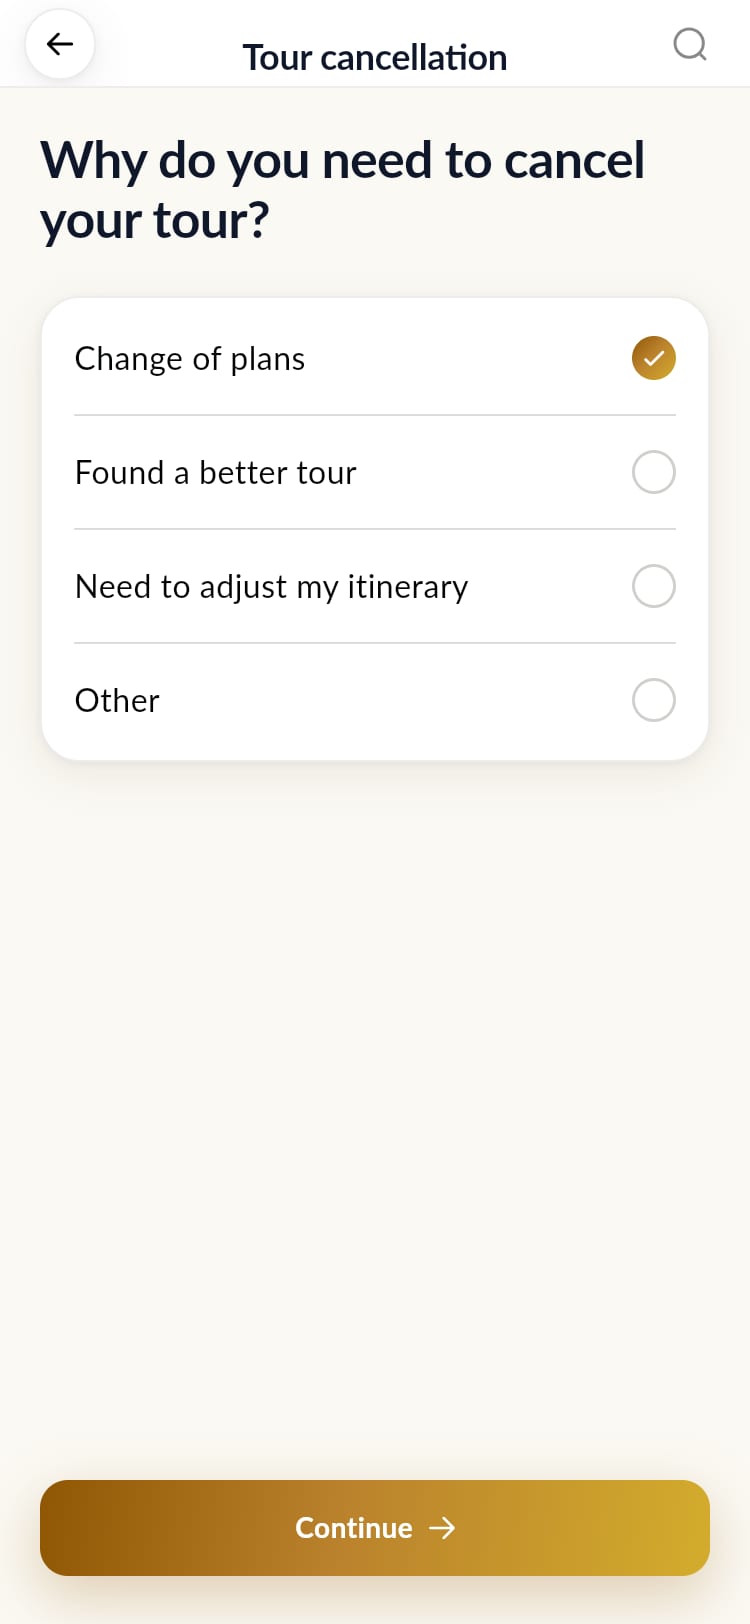 Tour cancellation
Why do you need to cancel
your tour?
Change of plans
Found a better tour
Need to adjust my itinerary
Other
Continue